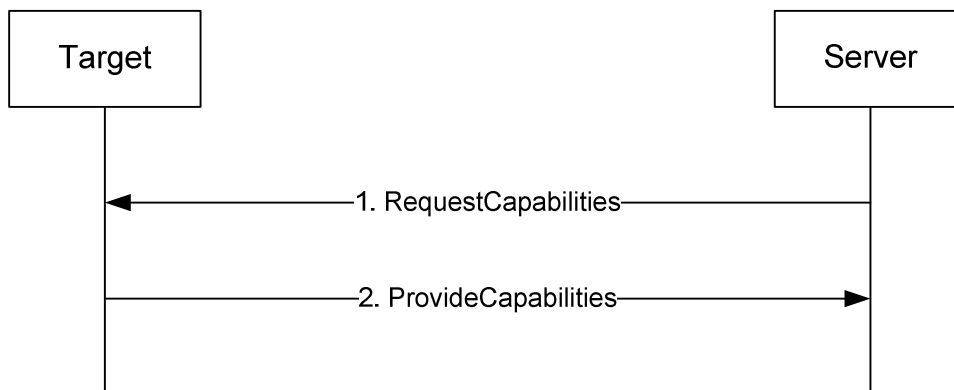 Target
Server
1. RequestCapabilities
2. ProvideCapabilities